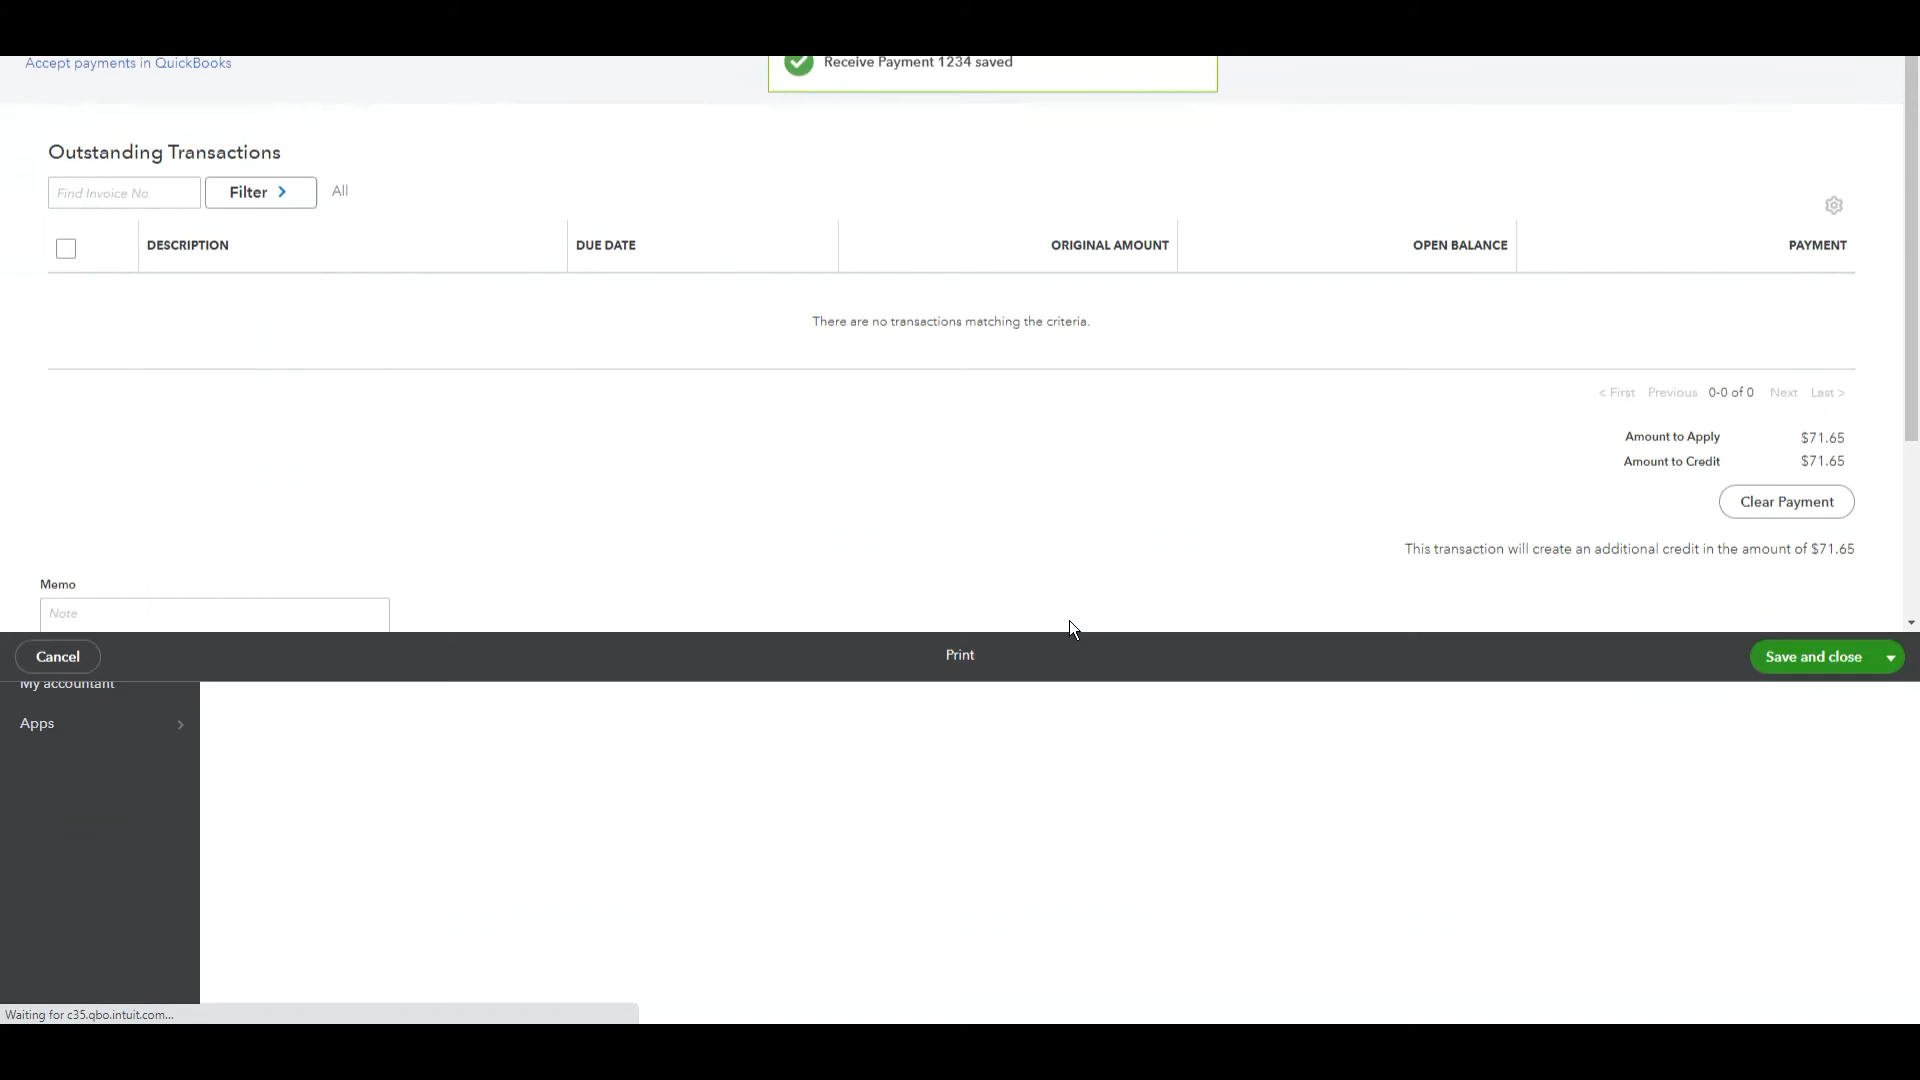 Accept payments in QuickBooks
Receive Payment 1234 saved
Outstanding Transactions
Find Invoice No.
Filter >
All
DESCRIPTION
DUE DATE
ORIGINAL AMOUNT
OPEN BALANCE
PAYMENT
There are no transactions matching the criteria.
< First Previous 0-0 of 0 Next Last >
Amount to Apply $71.65
Amount to Credit $71.65
Clear Payment
This transaction will create an additional credit in the amount of $71.65
Memo
Note
Cancel
Print
Save and close
My accountant
Apps
Waiting for c35.qbo.intuit.com...